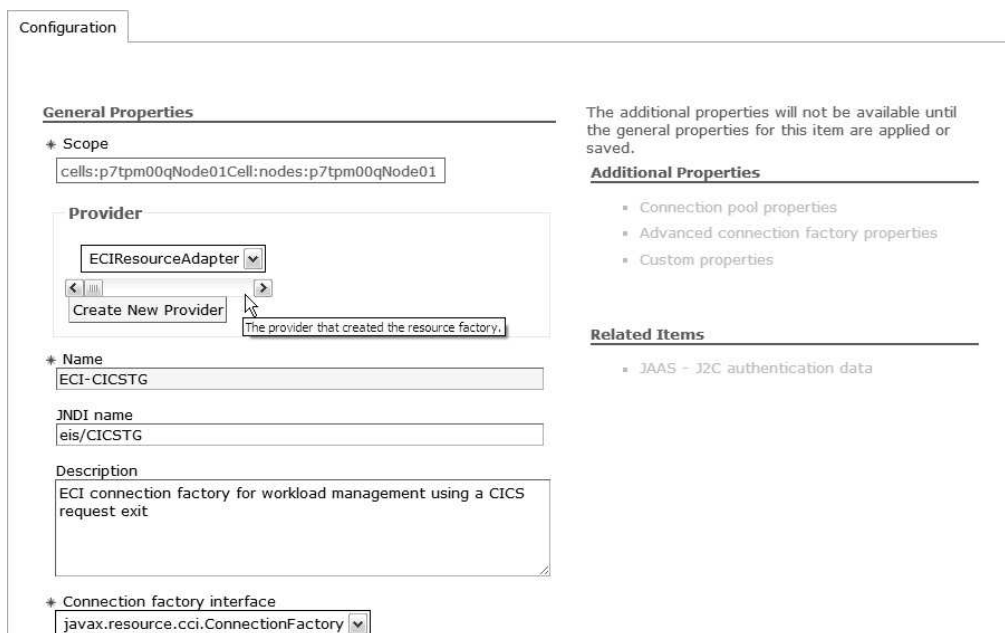 Configuration
General Properties
Scope
cells:p7tpm00qNode01Cell:nodes:p7tpm00qNode01
Provider
ECIResourceAdapter
Create New Provider
The provider that created the resource factory.
Name
ECI-CICSTG
JNDI name
eis/CICSTG
Description
ECI connection factory for workload management using a CICS
request exit
Connection factory interface
javax.resource.cci.ConnectionFactory
The additional properties will not be available until
the general properties for this item are applied or
saved.
Additional Properties
Connection pool properties
Advanced connection factory properties
Custom properties
Related Items
JAAS - J2C authentication data